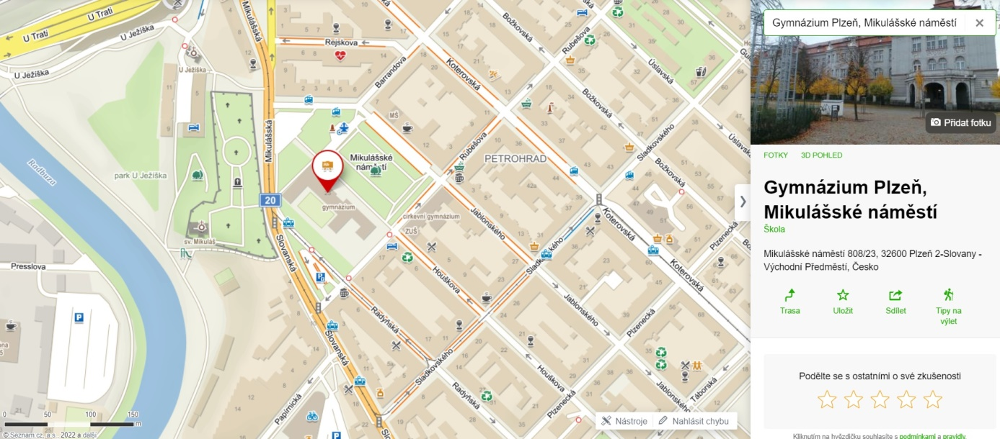 U Trati
U Trati
U Ježíška
U Ježíška
U Ježíška
Mikulášská
Rejskova
Barrandova
Koterovská
Božkovská
Rubešova
Úslavská
Božkovská
Sladkovského
Božkovská
Úslavská
MŠ
Mikulášská
Mikulášské
náměstí
Rubešova
PETROHRAD
park U Ježíška
Radbuza
20
gymnázium
církevní gymnázium
ZUŠ
sv. Mikuláš
Jablonského
Koterovská
Plzenecká
Sladkovského
Slovanská
Presslova
Houškova
Koterovská
Jablonského
Plzenecká
Radyňská
Slovanská
Sladkovského
Houškova
Jablonského
Táborská
Radyňská
Plzenecká
Papírnická
0 50 100 150
m
© Seznam.cz, a.s., 2022 a další
Nástroje
Nahlásit chybu
Gymnázium Plzeň, Mikulášské náměstí
Přidat fotku
FOTKY 3D POHLED
Gymnázium Plzeň,
Mikulášské náměstí
Škola
Mikulášské náměstí 808/23, 32600 Plzeň 2-Slovany -
Východní Předměstí, Česko
Trasa Uložit Sdílet Tipy na
výlet
Podělte se s ostatními o své zkušenosti
Kliknutím na hvězdičku souhlasíte s podmínkami a pravidly.